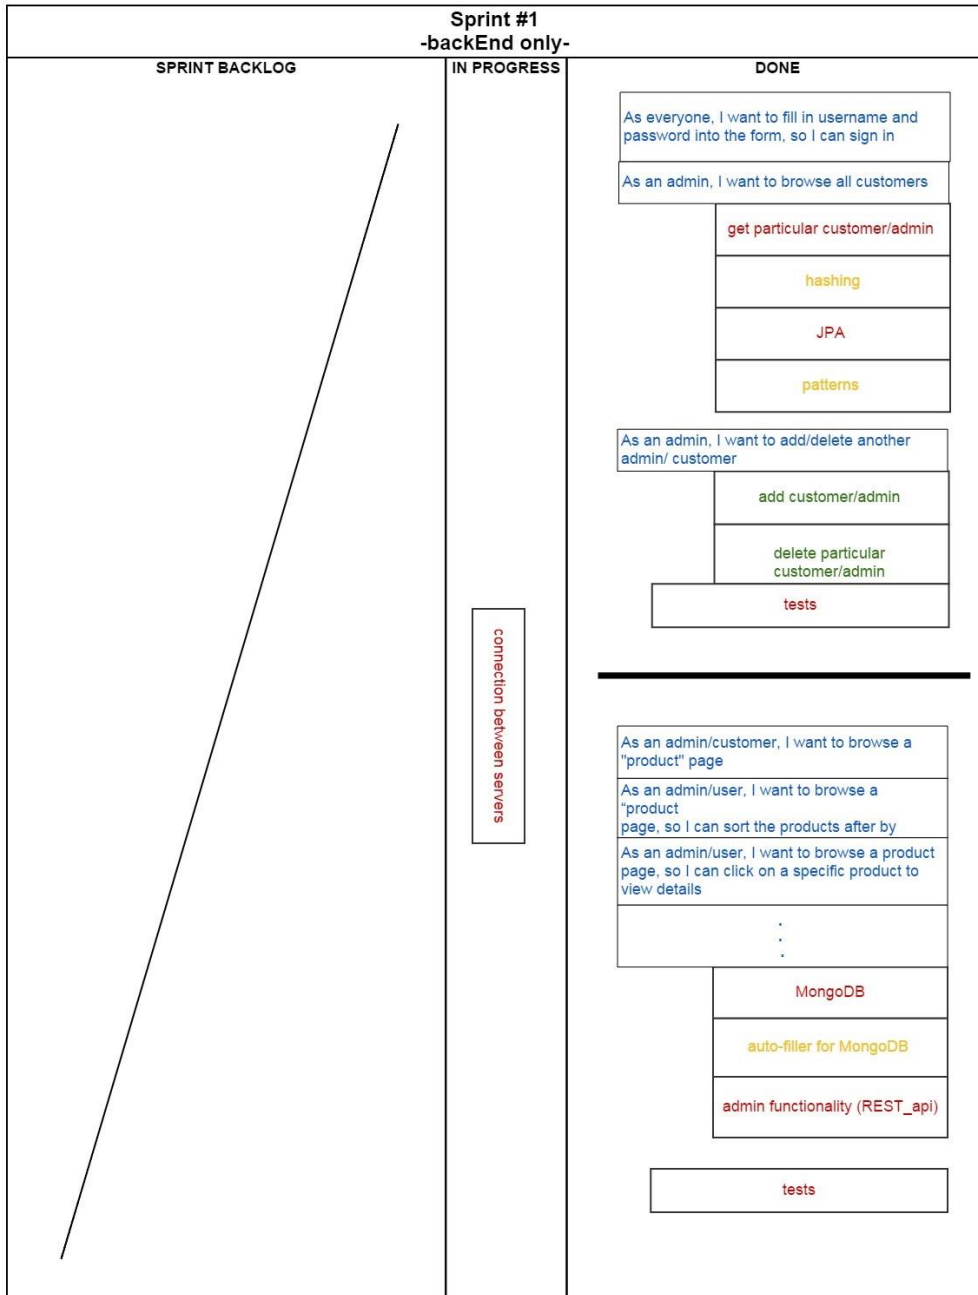 Sprint #1
-backEnd only-
SPRINT BACKLOG
IN PROGRESS
DONE
connection between servers
As everyone, I want to fill in username and
password into the form, so I can sign in
As an admin, I want to browse all customers
get particular customer/admin
hashing
JPA
patterns
As an admin, I want to add/delete another
admin/ customer
add customer/admin
delete particular
customer/admin
tests
As an admin/customer, I want to browse a
"product" page
As an admin/user, I want to browse a
“product
page, so I can sort the products after by
As an admin/user, I want to browse a product
page, so I can click on a specific product to
view details
.
.
.
MongoDB
auto-filler for MongoDB
admin functionality (REST_api)
tests